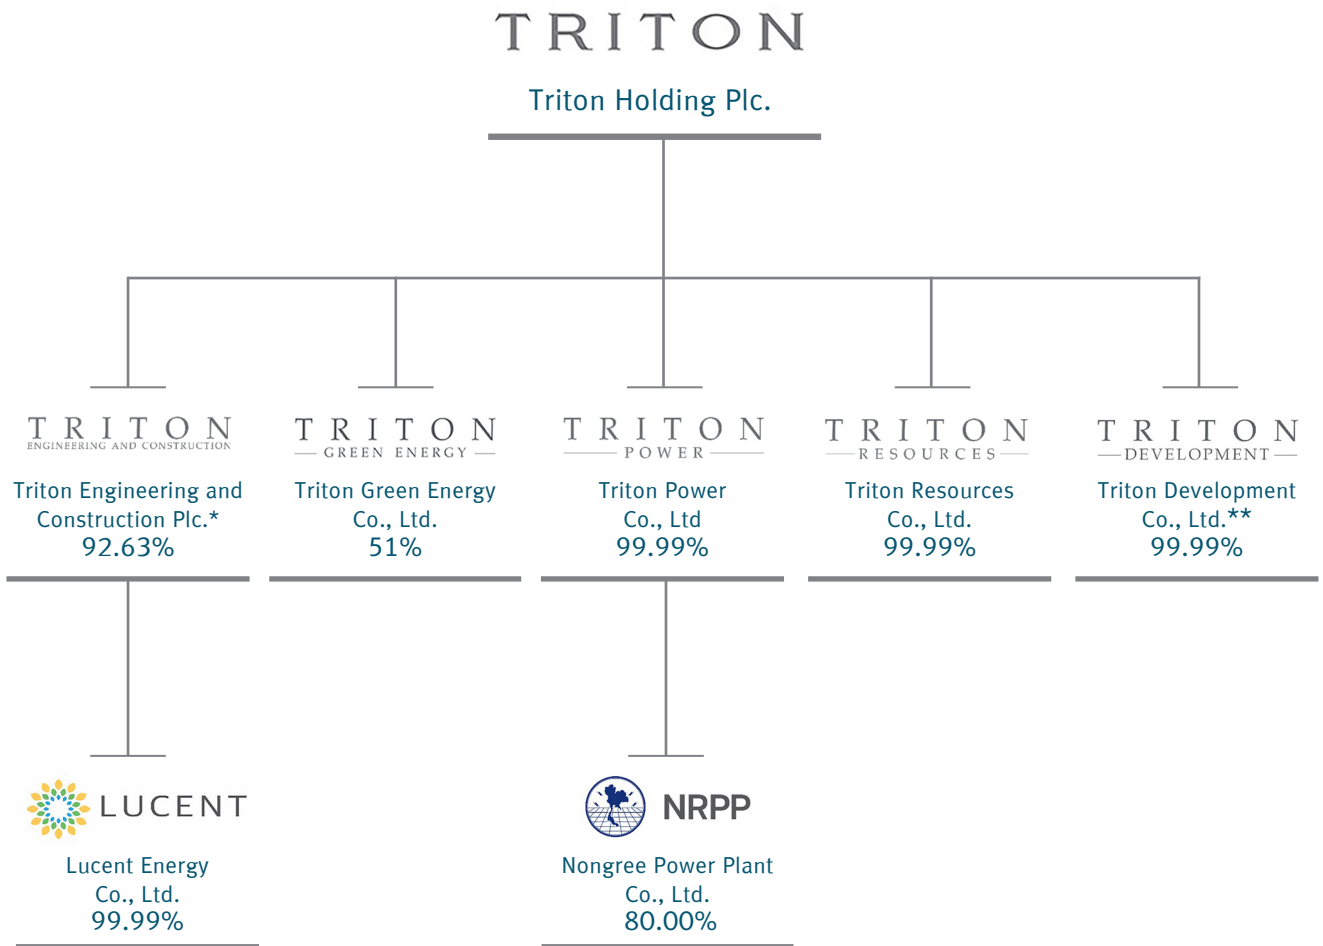 TRITON
Triton Holding Plc.
TRITON
ENGINEERING AND CONSTRUCTION
Triton Engineering and
Construction Plc.*
92.63%
TRITON
GREEN ENERGY
Triton Green Energy
Co., Ltd.
51%
TRITON
POWER
Triton Power
Co., Ltd
99.99%
TRITON
RESOURCES
Triton Resources
Co., Ltd.
99.99%
TRITON
DEVELOPMENT
Triton Development
Co., Ltd.**
99.99%
LUCENT
Lucent Energy
Co., Ltd.
99.99%
NRPP
Nongree Power Plant
Co., Ltd.
80.00%